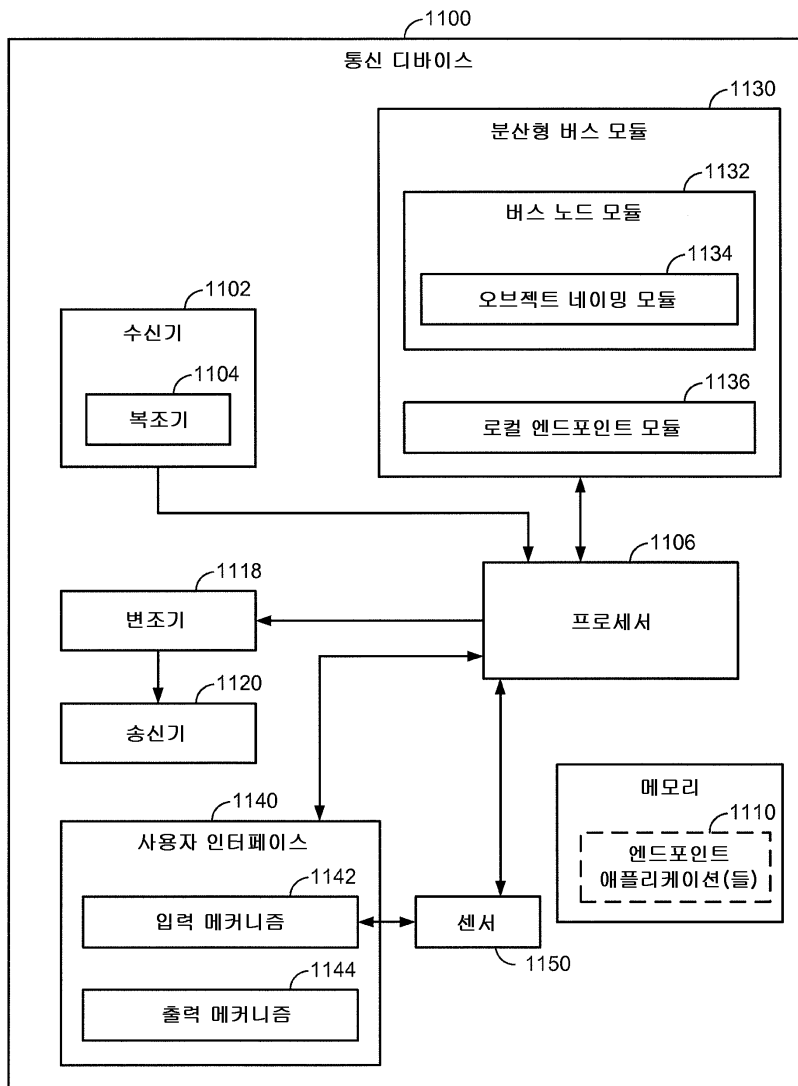 1100
통신 디바이스
1130
분산형 버스 모듈
1132
버스 노드 모듈
1134
오브젝트 네이밍 모듈
1102
수신기
1104
복조기
1136
로컬 엔드포인트 모듈
1106
프로세서
1118
변조기
1120
송신기
메모리
1110
엔드포인트
애플리케이션(들)
1140
사용자 인터페이스
1142
입력 메커니즘
센서
1150
1144
출력 메커니즘